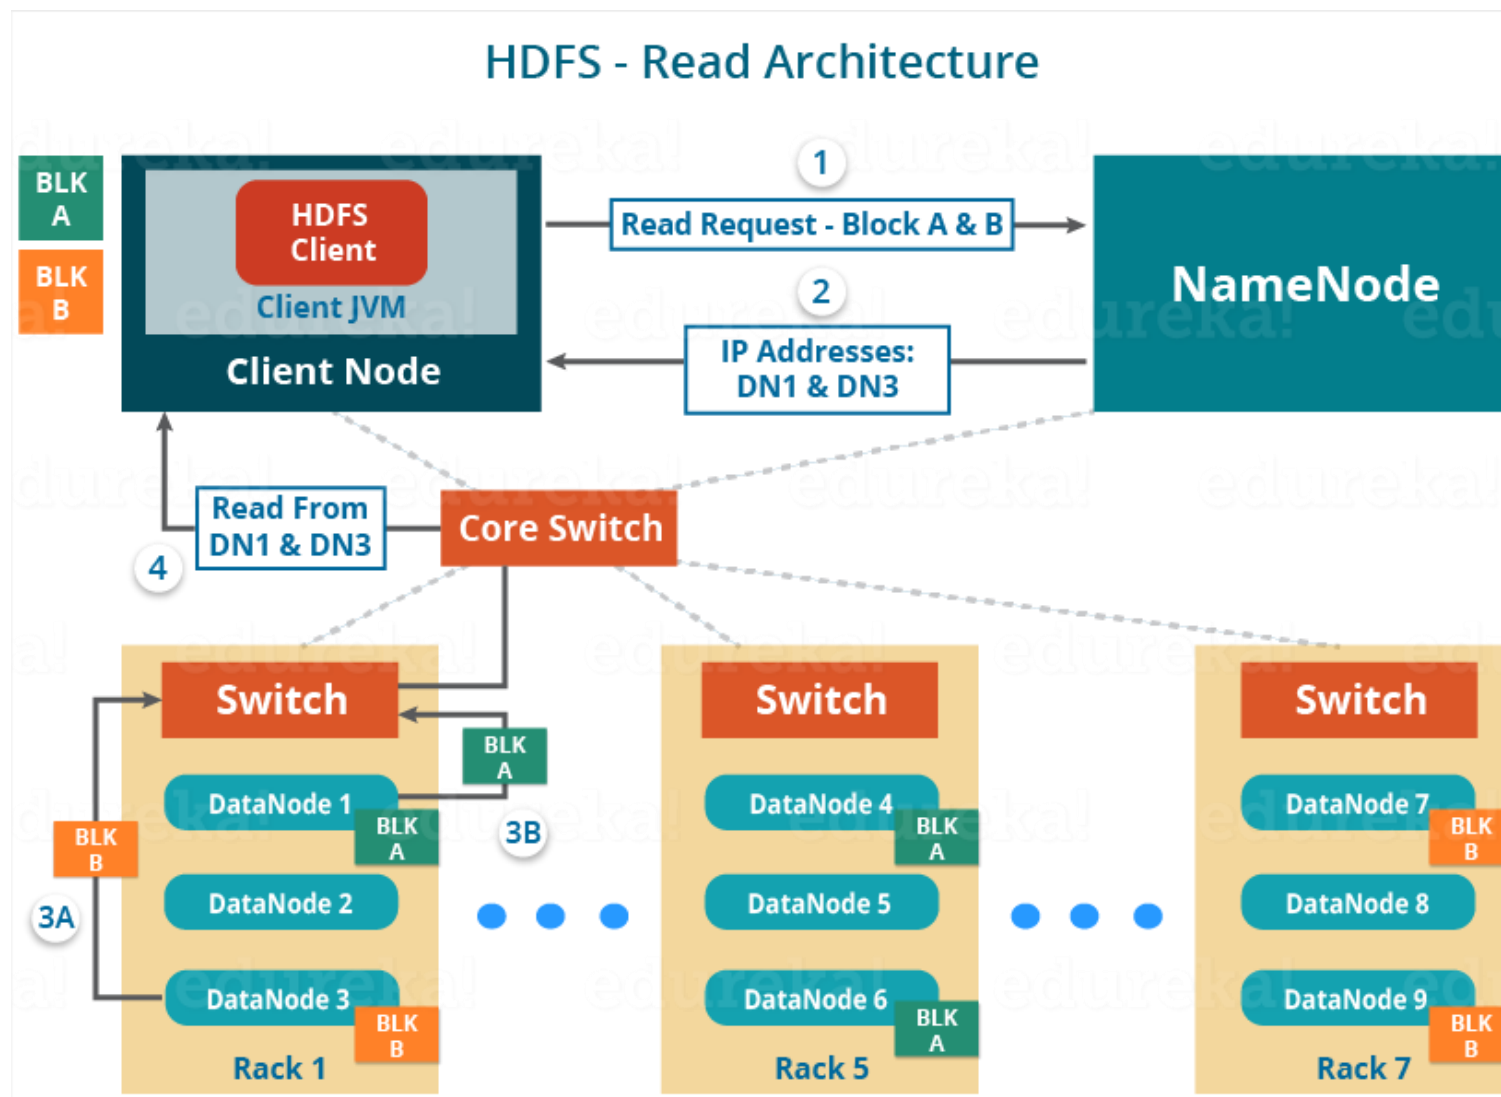 HDFS - Read Architecture
BLK
A
BLK
B
HDFS
Client
Client JVM
Client Node
1
Read Request - Block A & B
2
IP Addresses:
DN1 & DN3
NameNode
Read From
DN1 & DN3
4
Core Switch
Switch
BLK
A
DataNode 1
BLK
A
3B
BLK
B
3A
DataNode 2
DataNode 3
BLK
B
Rack 1
Switch
DataNode 4
BLK
A
DataNode 5
DataNode 6
BLK
A
Rack 5
Switch
DataNode 7
BLK
B
DataNode 8
DataNode 9
BLK
B
Rack 7
edureka!